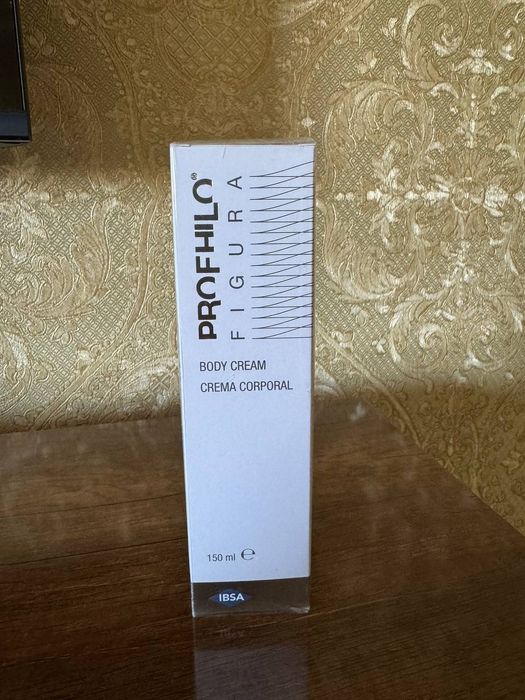 PROFHILO®
FIGURA
BODY CREAM
CREMA CORPORAL
150 ml ℮
IBSA